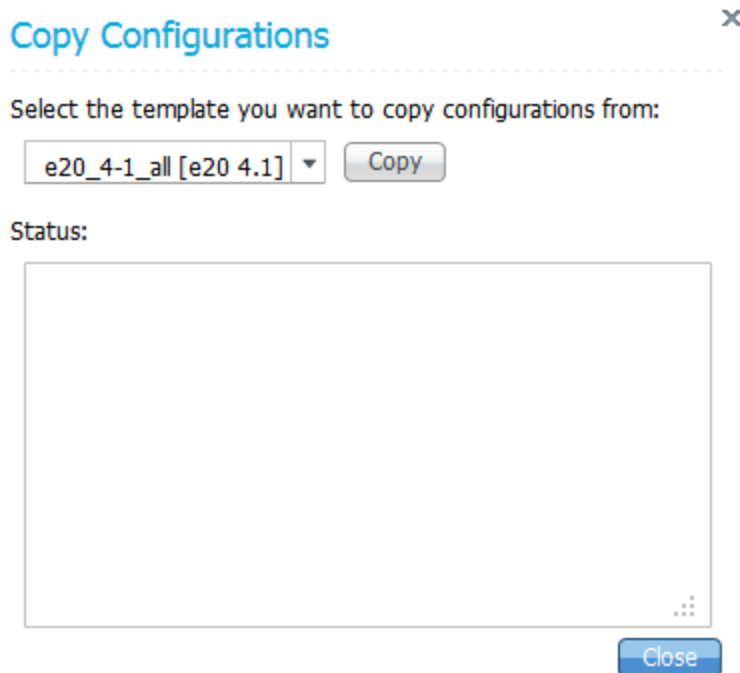 Copy Configurations
Select the template you want to copy configurations from:
e20_4-1_all [e20 4.1]
Copy
Status:
Close